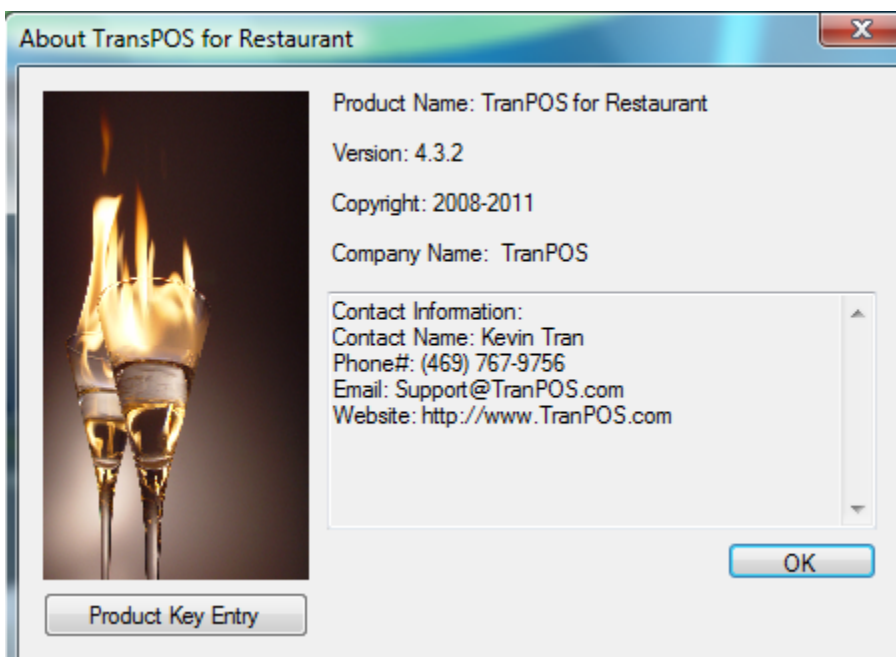 About TransPOS for Restaurant
Product Name: TranPOS for Restaurant
Version: 4.3.2
Copyright: 2008-2011
Company Name: TranPOS
Contact Information:
Contact Name: Kevin Tran
Phone#: (469) 767-9756
Email: Support@TranPOS.com
Website: http://www.TranPOS.com
OK
Product Key Entry